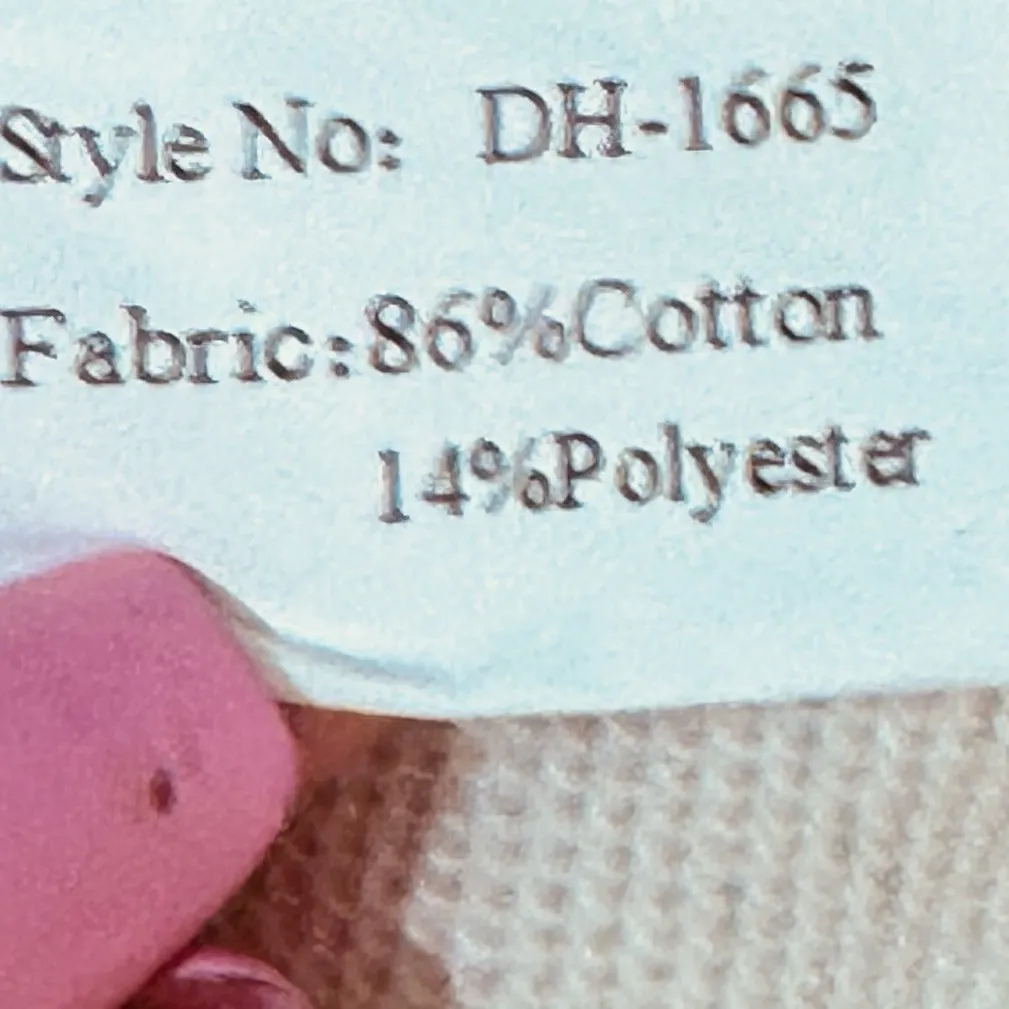 Style No: DH-1665
Fabric:86%Cotton
14%Polyester